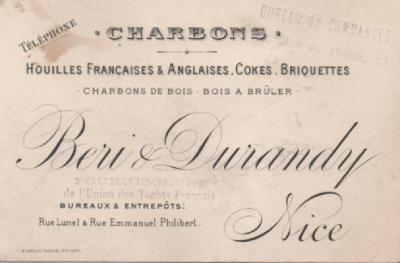 TÉLÉPHONE
· CHARBONS ·
BUREAU de COMMANDES
HOUILLES FRANÇAISES & ANGLAISES. COKES. BRIQUETTES
· CHARBONS DE BOIS · BOIS A BRÛLER ·
Beri & Durandy
FOURNISSEURS
de l'Union des Yachts Français
BUREAUX & ENTREPÔTS:
Rue Lunel & Rue Emmanuel Philibert.
Nice